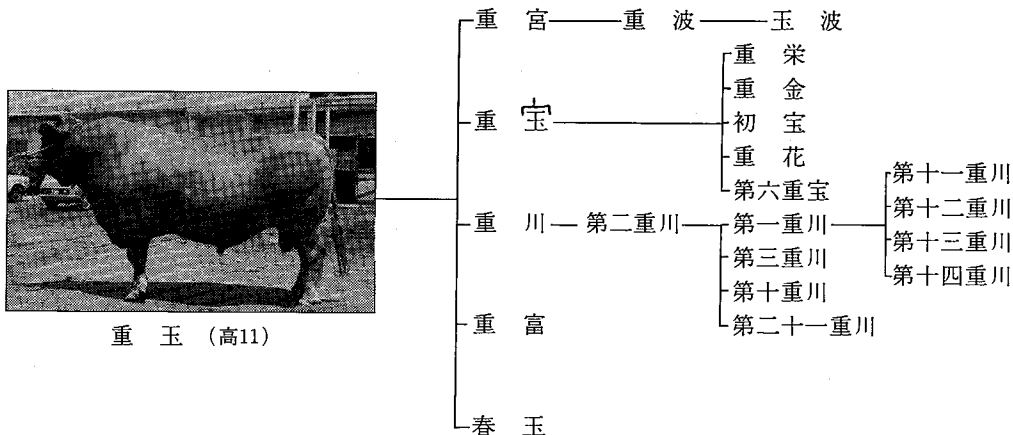 重宮 重波 玉波
重栄
重金
重宝 初宝
重花
第六重宝
第十一重川
第十二重川
重川 第二重川 第一重川
第十三重川
第三重川
第十四重川
第十重川
重富 第二十一重川
重玉（高11）
春玉